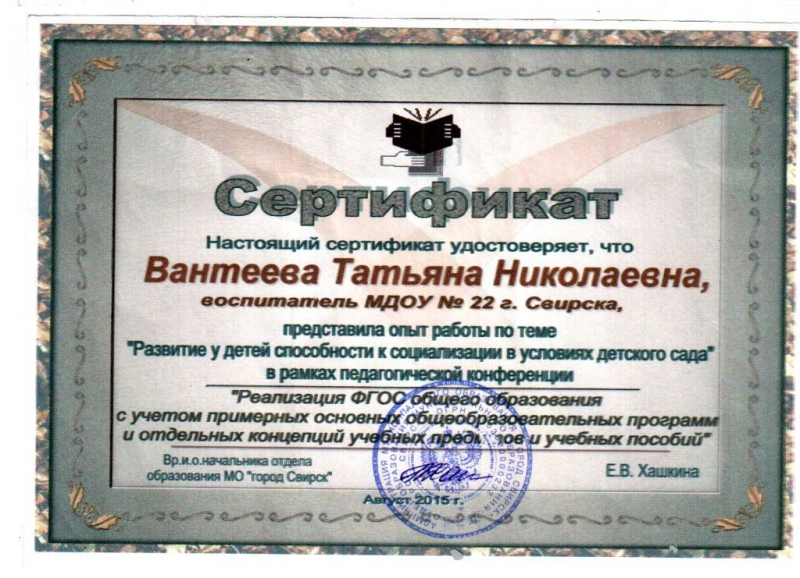 Сертификат
Настоящий сертификат удостоверяет, что
Вантеева Татьяна Николаевна,
воспитатель МДОУ № 22 г. Свирска,
представила опыт работы по теме
"Развитие у детей способности к социализации в условиях детского сада"
в рамках педагогической конференции
"Реализация ФГОС общего образования
с учетом примерных основных общеобразовательных программ
и отдельных концепций учебных предметов и учебных пособий"
Вр.и.о.начальника отдела
образования МО "город Свирск"
Е.В. Хашкина
Август 2015 г.